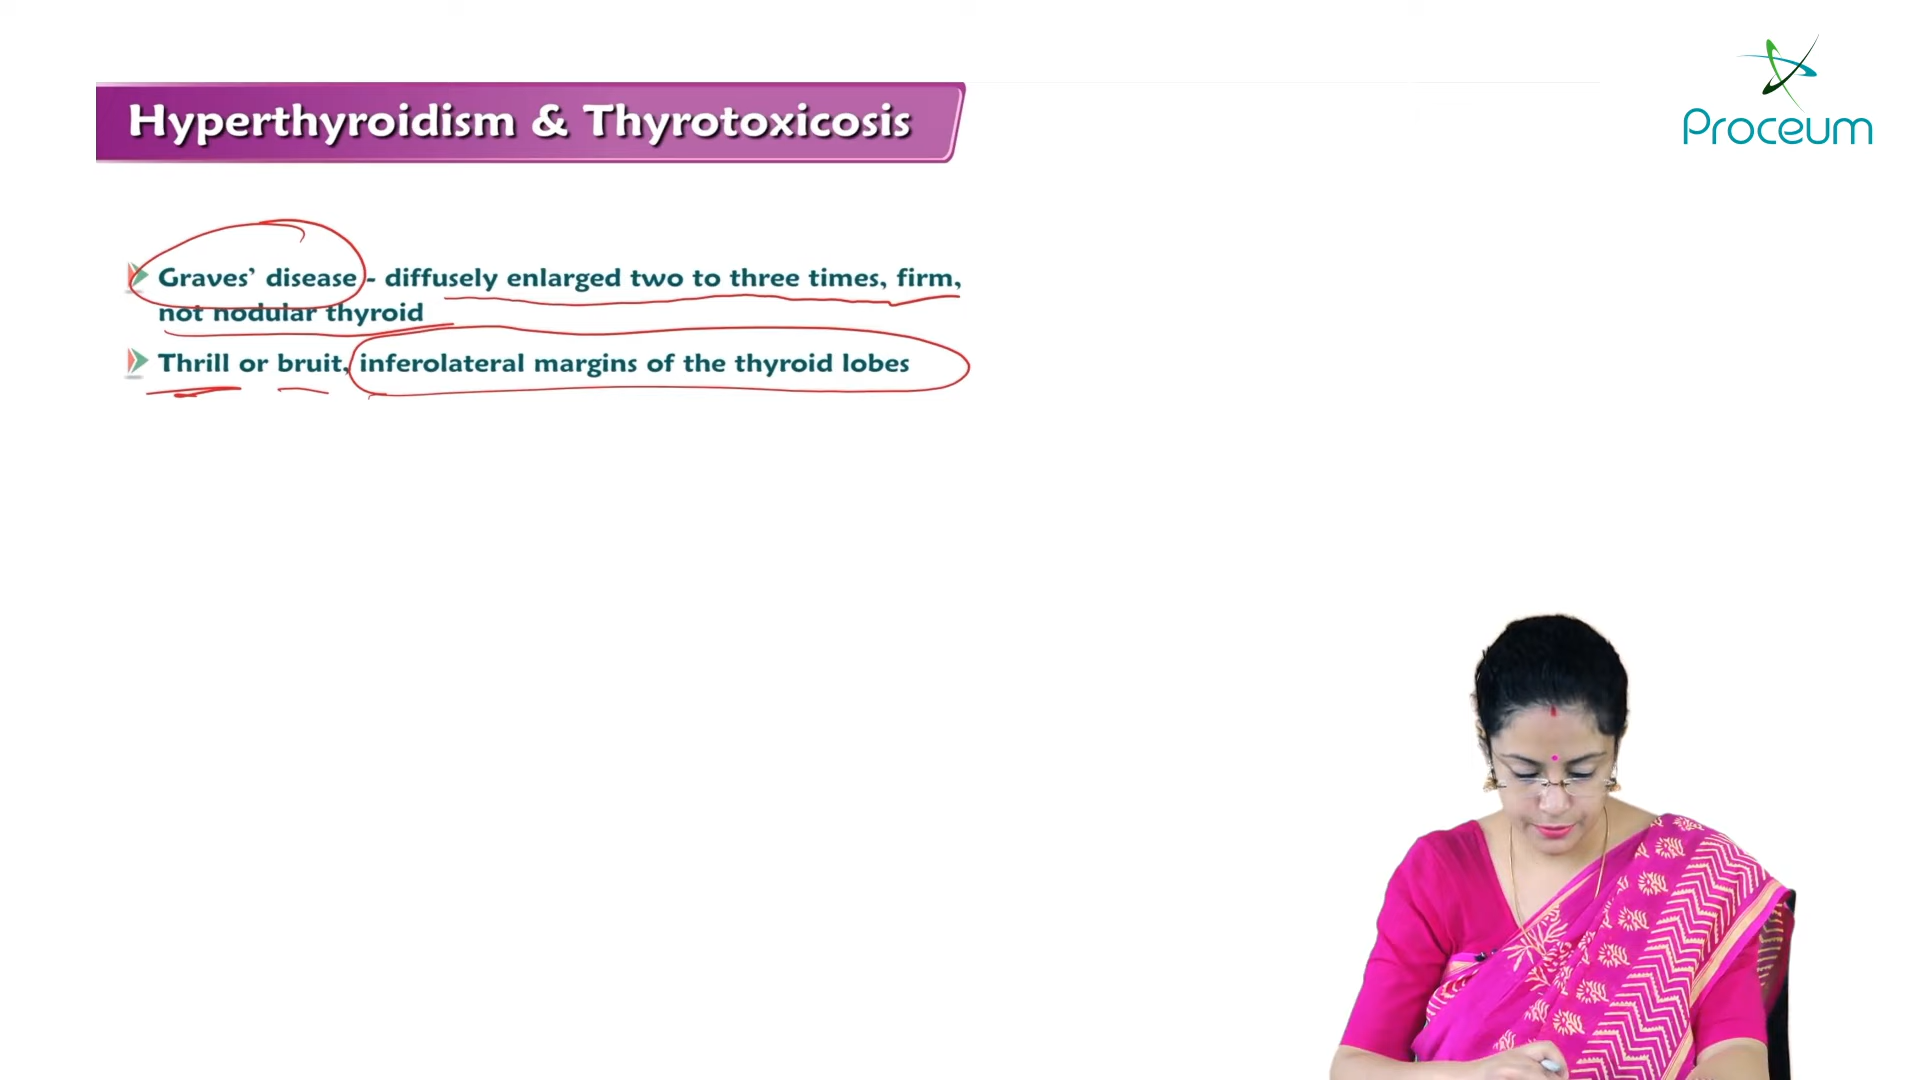 Hyperthyroidism & Thyrotoxicosis
Proceum
Graves' disease - diffusely enlarged two to three times, firm,
not nodular thyroid
Thrill or bruit, inferolateral margins of the thyroid lobes